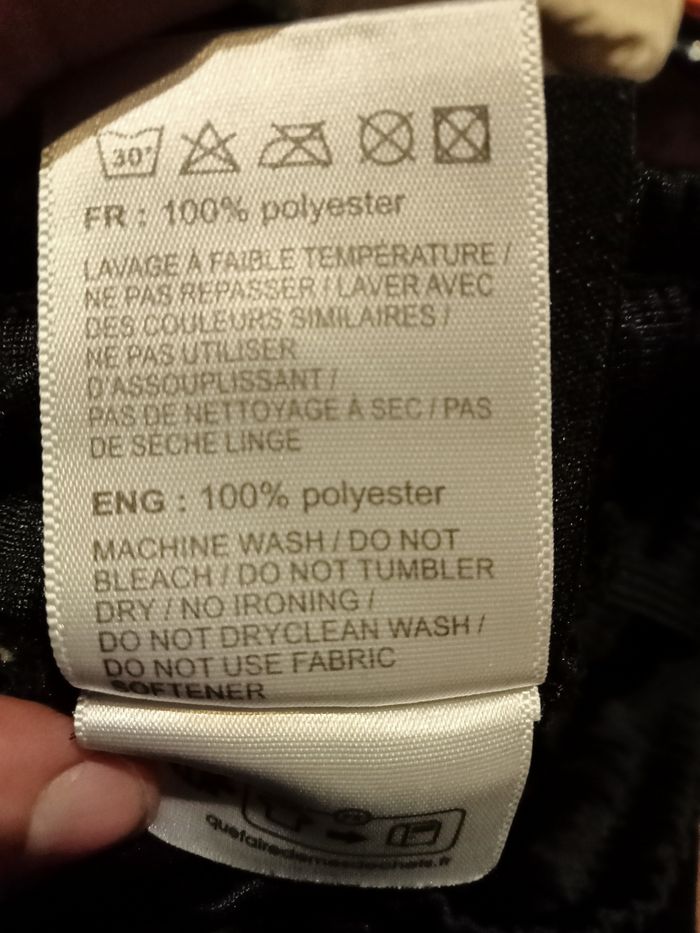 30°
FR : 100% polyester
LAVAGE À FAIBLE TEMPÉRATURE /
NE PAS REPASSER / LAVER AVEC
DES COULEURS SIMILAIRES /
NE PAS UTILISER
D'ASSOUPLISSANT /
PAS DE NETTOYAGE À SEC / PAS
DE SÈCHE LINGE
ENG : 100% polyester
MACHINE WASH / DO NOT
BLEACH / DO NOT TUMBLER
DRY / NO IRONING /
DO NOT DRYCLEAN WASH /
DO NOT USE FABRIC
SOFTENER
quefairedemesdechets.fr